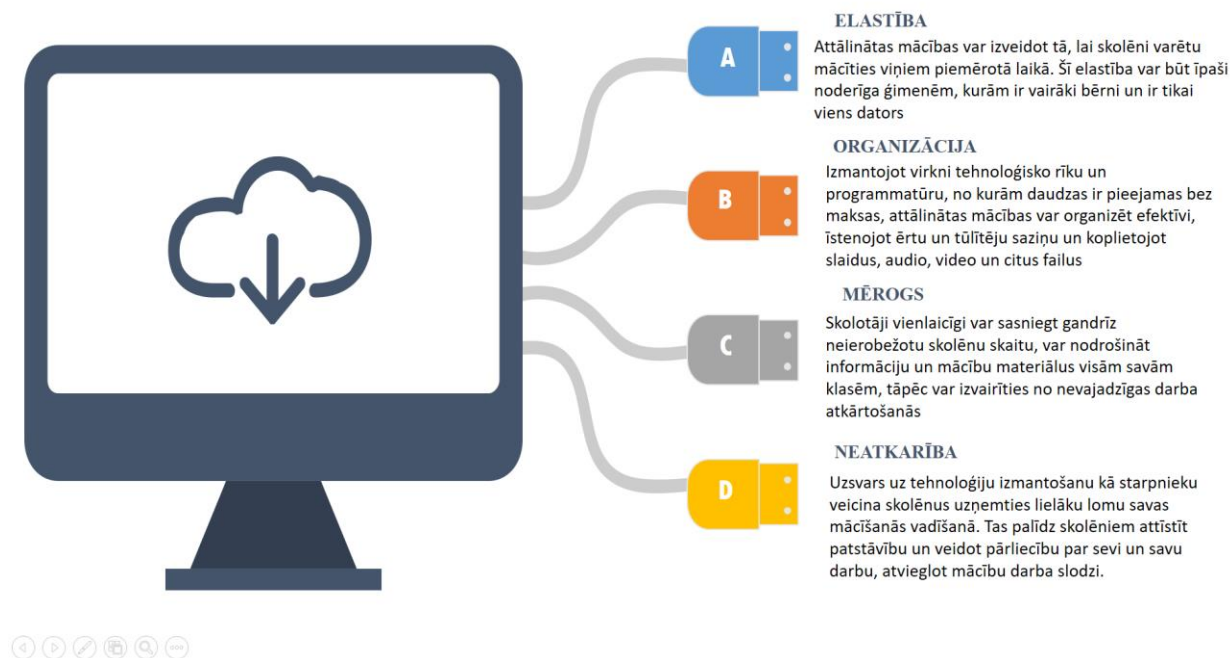 A
ELASTĪBA
Attālinātas mācības var izveidot tā, lai skolēni varētu
mācīties viņiem piemērotā laikā. Šī elastība var būt īpaši
noderīga ģimenēm, kurām ir vairāki bērni un ir tikai
viens dators
B
ORGANIZĀCIJA
Izmantojot virkni tehnoloģisko rīku un
programmatūru, no kurām daudzas ir pieejamas bez
maksas, attālinātas mācības var organizēt efektīvi,
īstenojot ērtu un tūlītēju saziņu un koplietojot
slaidus, audio, video un citus failus
C
MĒROGS
Skolotāji vienlaicīgi var sasniegt gandrīz
neierobežotu skolēnu skaitu, var nodrošināt
informāciju un mācību materiālus visām savām
klasēm, tāpēc var izvairīties no nevajadzīgas darba
atkārtošanās
D
NEATKARĪBA
Uzsvars uz tehnoloģiju izmantošanu kā starpnieku
veicina skolēnus uzņemties lielāku lomu savas
mācīšanās vadīšanā. Tas palīdz skolēniem attīstīt
patstāvību un veidot pārliecību par sevi un savu
darbu, atvieglot mācību darba slodzi.